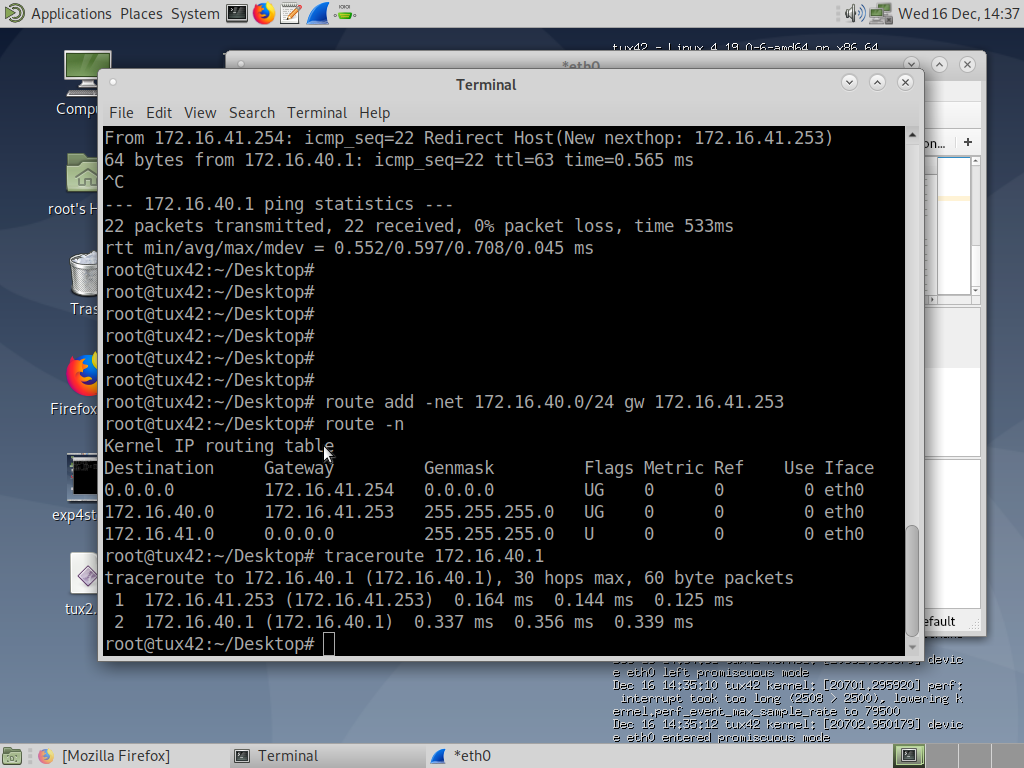 Applications Places System Wed 16 Dec, 14:37
tux42 - Linux 4.19.0-6-amd64 on x86_64
*eth0
Terminal
File Edit View Search Terminal Help
From 172.16.41.254: icmp_seq=22 Redirect Host(New nexthop: 172.16.41.253)
64 bytes from 172.16.40.1: icmp_seq=22 ttl=63 time=0.565 ms
^C
--- 172.16.40.1 ping statistics ---
22 packets transmitted, 22 received, 0% packet loss, time 533ms
rtt min/avg/max/mdev = 0.552/0.597/0.708/0.045 ms
root@tux42:~/Desktop#
root@tux42:~/Desktop#
root@tux42:~/Desktop#
root@tux42:~/Desktop#
root@tux42:~/Desktop#
root@tux42:~/Desktop#
root@tux42:~/Desktop# route add -net 172.16.40.0/24 gw 172.16.41.253
root@tux42:~/Desktop# route -n
Kernel IP routing table
Destination Gateway Genmask Flags Metric Ref Use Iface
0.0.0.0 172.16.41.254 0.0.0.0 UG 0 0 0 eth0
172.16.40.0 172.16.41.253 255.255.255.0 UG 0 0 0 eth0
172.16.41.0 0.0.0.0 255.255.255.0 U 0 0 0 eth0
root@tux42:~/Desktop# traceroute 172.16.40.1
traceroute to 172.16.40.1 (172.16.40.1), 30 hops max, 60 byte packets
1 172.16.41.253 (172.16.41.253) 0.164 ms 0.144 ms 0.125 ms
2 172.16.40.1 (172.16.40.1) 0.337 ms 0.356 ms 0.339 ms
root@tux42:~/Desktop#
Compu
root's H
Tras
Firefox
exp4st
tux2.
on... +
efault
devic
e eth0 left promiscuous mode
Dec 16 14:35:10 tux42 kernel: [20701.295920] perf:
interrupt took too long (2508 > 2500), lowering k
ernel.perf_event_max_sample_rate to 79500
Dec 16 14:35:12 tux42 kernel: [20702.950179] devic
e eth0 entered promiscuous mode
[Mozilla Firefox] Terminal *eth0